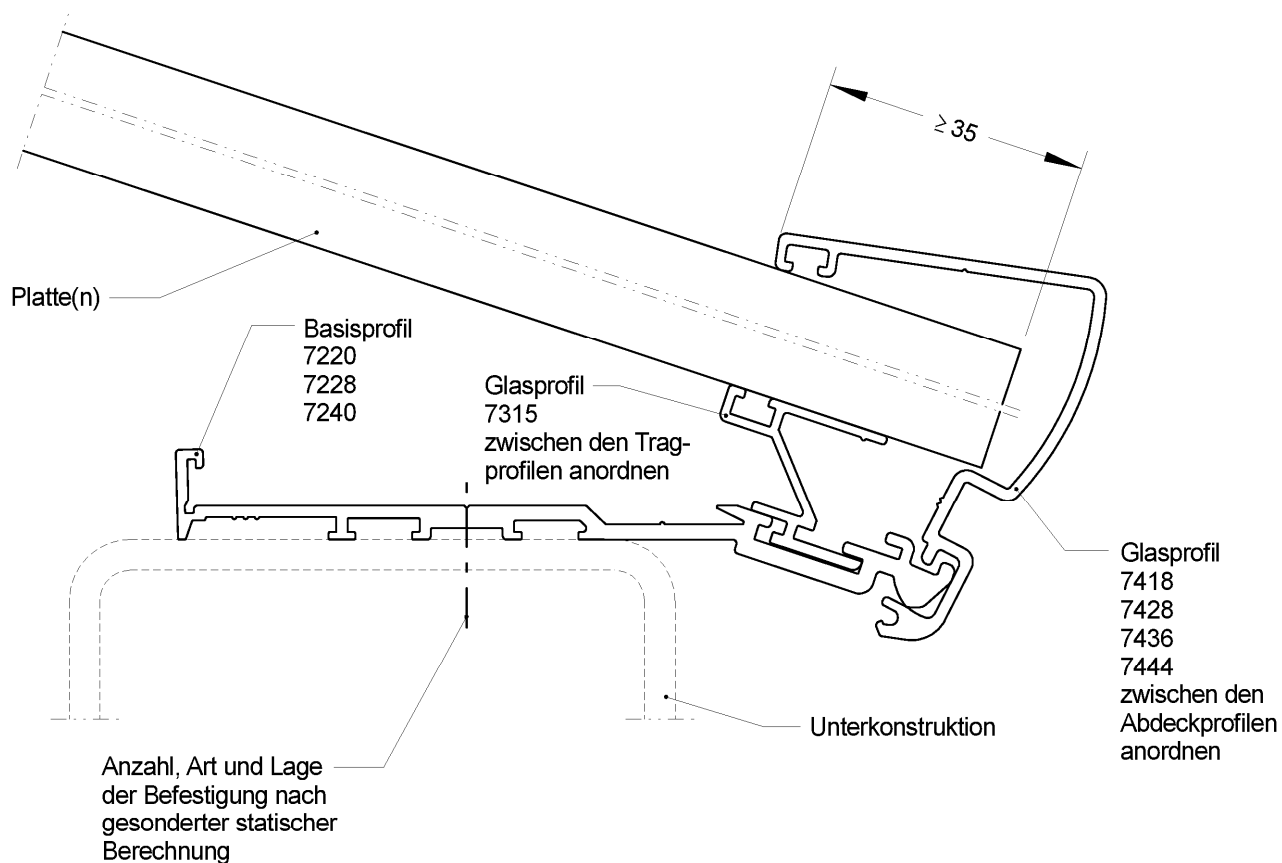 ≥ 35
Platte(n)
Basisprofil
7220
7228
7240
Glasprofil
7315
zwischen den Trag-
profilen anordnen
Glasprofil
7418
7428
7436
7444
zwischen den
Abdeckprofilen
anordnen
Unterkonstruktion
Anzahl, Art und Lage
der Befestigung nach
gesonderter statischer
Berechnung